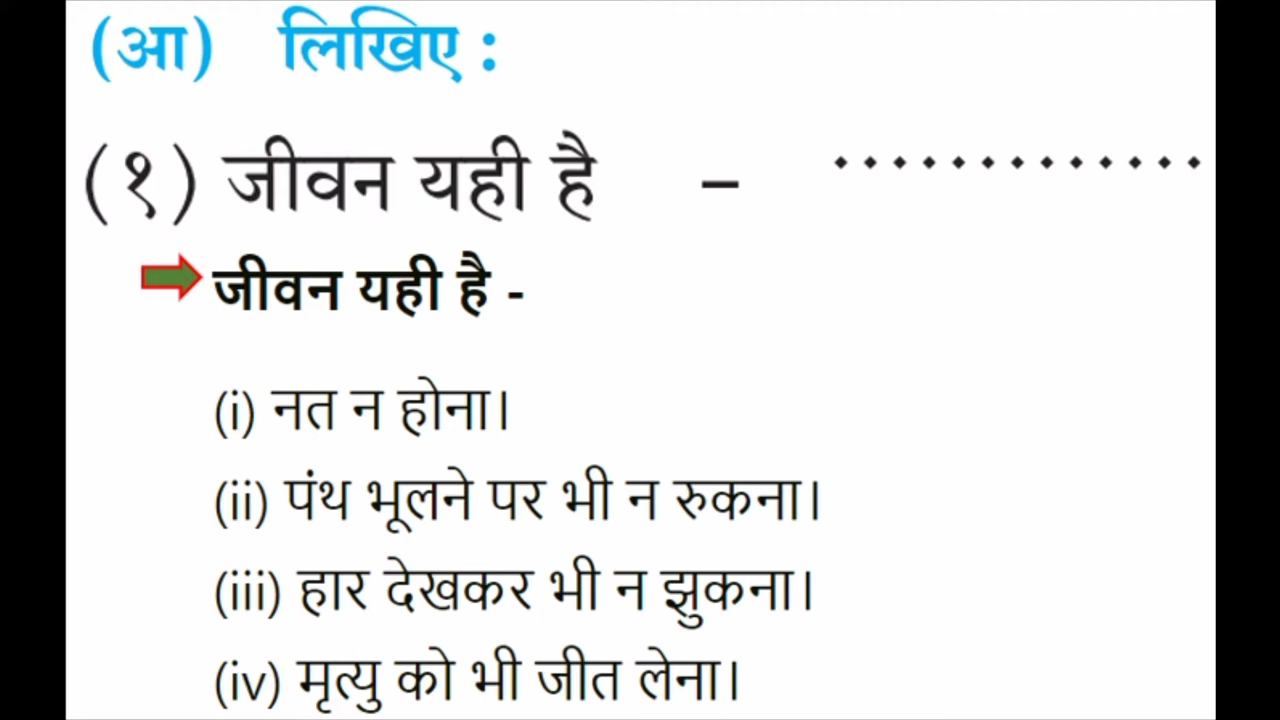 (आ) लिखिए :
(१) जीवन यही है – .............
जीवन यही है -
(i) नत न होना।
(ii) पंथ भूलने पर भी न रुकना।
(iii) हार देखकर भी न झुकना।
(iv) मृत्यु को भी जीत लेना।